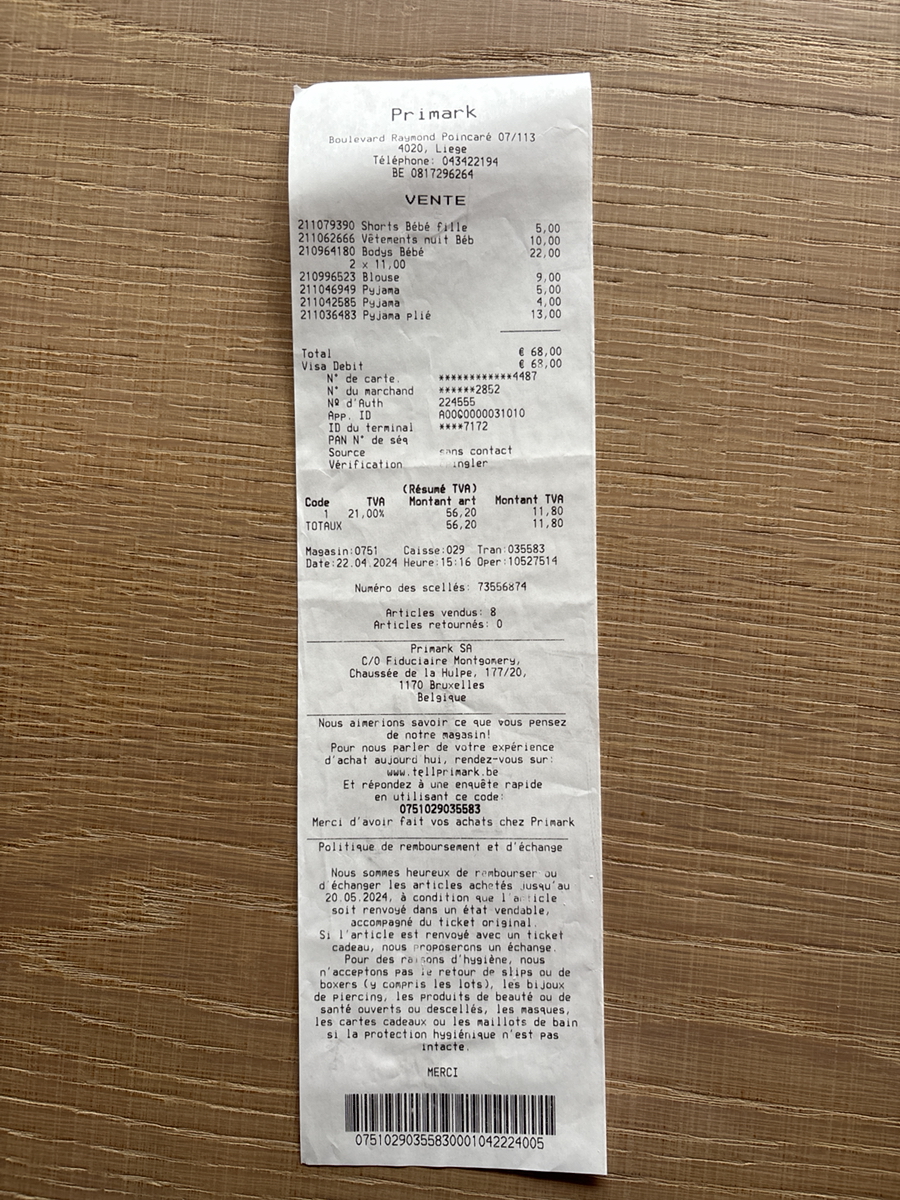 Primark
Boulevard Raymond Poincaré 07/113
4020, Liege
Téléphone: 043422194
BE 0817296264
VENTE
211079390 Shorts Bébé fille 5,00
211062666 Vêtements nuit Béb 10,00
210964180 Bodys Bébé 22,00
2 x 11,00
210996523 Blouse 9,00
211046949 Pyjama 5,00
211042585 Pyjama 4,00
211036483 Pyjama plié 13,00
Total € 68,00
Visa Debit € 68,00
N° de carte. ************4487
N° du marchand ******2852
Nº d'Auth 224555
App. ID A0000000031010
ID du terminal ****7172
PAN N° de séq
Source sans contact
Vérification
(Résumé TVA)
Code TVA Montant art Montant TVA
1 21,00% 56,20 11,80
TOTAUX 56,20 11,80
Magasin:0751 Caisse:029 Tran:035583
Date:22.04.2024 Heure:15:16 Oper:10527514
Numéro des scellés: 73556874
Articles vendus: 8
Articles retournés: 0
Primark SA
C/O Fiduciaire Montgomery,
Chaussée de la Hulpe, 177/20,
1170 Bruxelles
Belgique
Nous aimerions savoir ce que vous pensez
de notre magasin!
Pour nous parler de votre expérience
d'achat aujourd hui, rendez-vous sur:
www.tellprimark.be
Et répondez à une enquête rapide
en utilisant ce code:
0751029035583
Merci d'avoir fait vos achats chez Primark
Politique de remboursement et d'échange
Nous sommes heureux de rembourser ou
d'échanger les articles achetés jusqu'au
20.05.2024, à condition que l'article
soit renvoyé dans un état vendable,
accompagné du ticket original.
Si l'article est renvoyé avec un ticket
cadeau, nous proposerons un échange.
Pour des raisons d'hygiène, nous
n'acceptons pas le retour de slips ou de
boxers (y compris les lots), les bijoux
de piercing, les produits de beauté ou de
santé ouverts ou descellés, les masques,
les cartes cadeaux ou les maillots de bain
si la protection hygiénique n'est pas
intacte.
MERCI
07510290355830001042224005